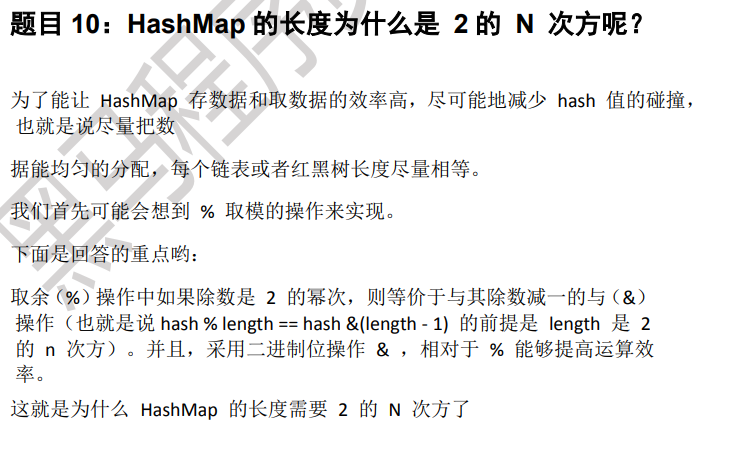 题目 10：HashMap 的长度为什么是 2 的 N 次方呢？
为了能让 HashMap 存数据和取数据的效率高，尽可能地减少 hash 值的碰撞，
也就是说尽量把数
据能均匀的分配，每个链表或者红黑树长度尽量相等。
我们首先可能会想到 % 取模的操作来实现。
下面是回答的重点哟：
取余（%）操作中如果除数是 2 的幂次，则等价于与其除数减一的与（&）
操作（也就是说 hash % length == hash &(length - 1) 的前提是 length 是 2
的 n 次方）。并且，采用二进制位操作 & ，相对于 % 能够提高运算效
率。
这就是为什么 HashMap 的长度需要 2 的 N 次方了
黑马程序